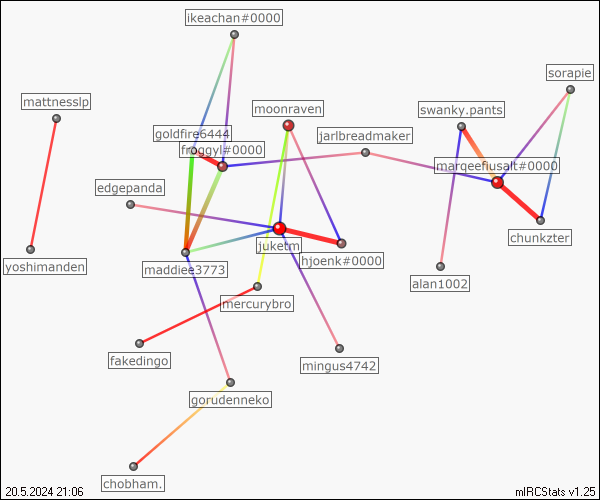 ikeachan#0000
sorapie
mattnesslp
moonraven
swanky.pants
goldfire6444
jarlbreadmaker
froggyl#0000
marqeefiusalt#0000
edgepanda
chunkzter
juketm
hjoenk#0000
yoshimanden
maddiee3773
alan1002
mercurybro
fakedingo
mingus4742
gorudenneko
chobham.
20.5.2024 21:06
mIRCStats v1.25